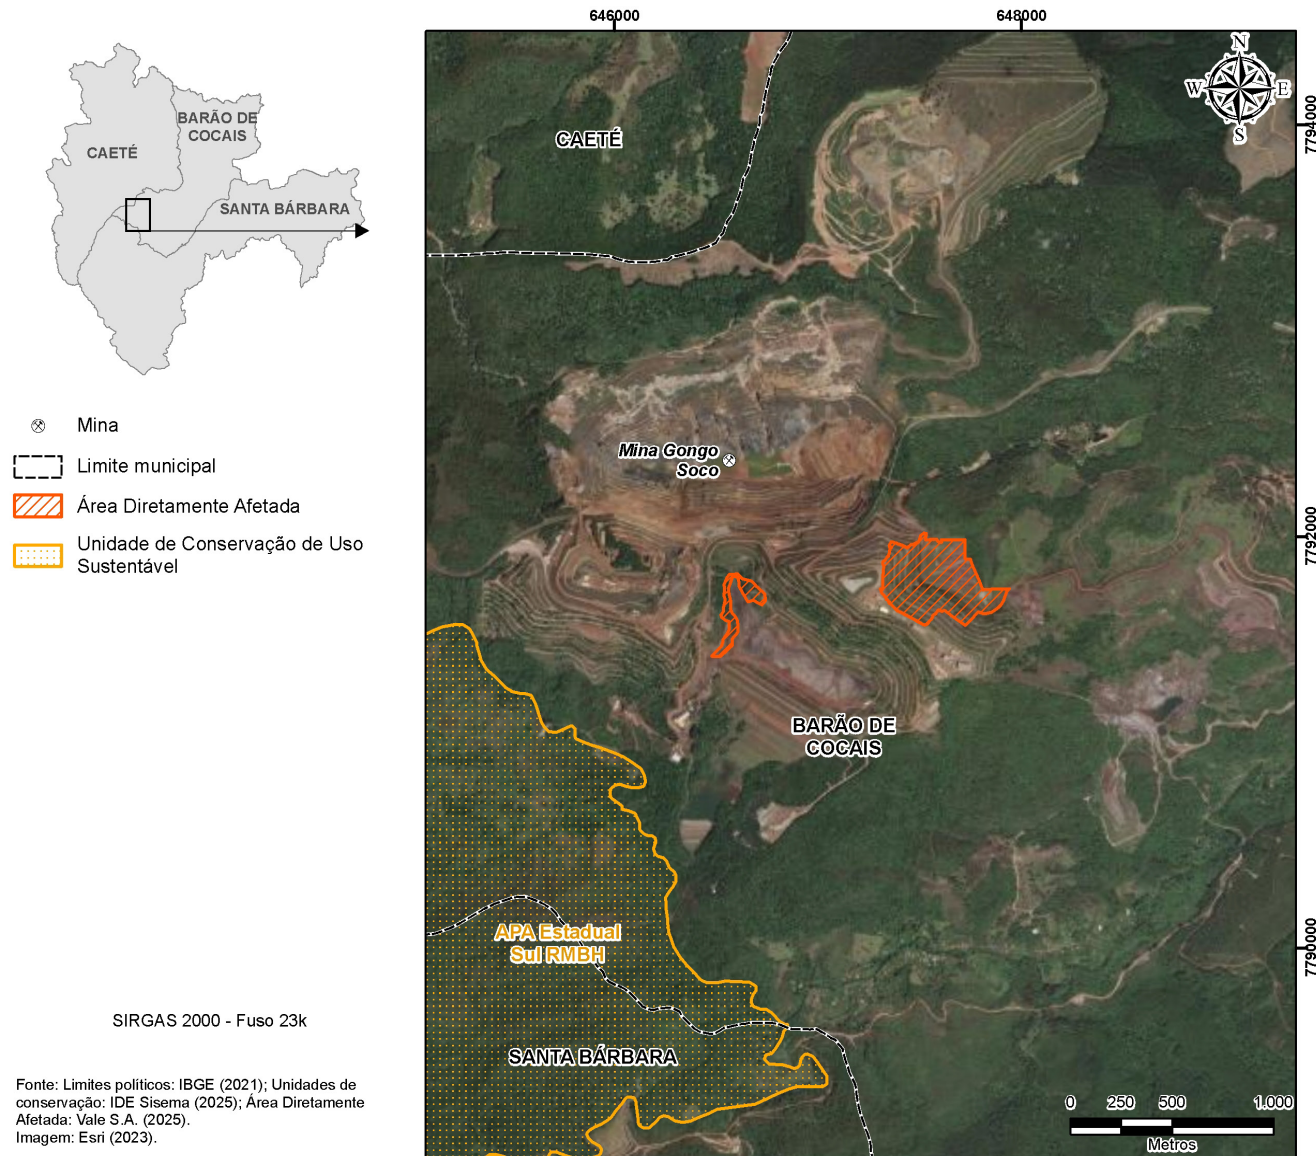 646000
648000
N
W
E
S
7794000
7792000
7790000
BARÃO DE
COCAIS
CAETÉ
SANTA BÁRBARA
Mina
Limite municipal
Área Diretamente Afetada
Unidade de Conservação de Uso
Sustentável
CAETÉ
Mina Gongo
Soco
BARÃO DE
COCAIS
APA Estadual
Sul RMBH
SANTA BÁRBARA
SIRGAS 2000 - Fuso 23k
Fonte: Limites políticos: IBGE (2021); Unidades de
conservação: IDE Sisema (2025); Área Diretamente
Afetada: Vale S.A. (2025).
Imagem: Esri (2023).
0 250 500 1.000
Metros